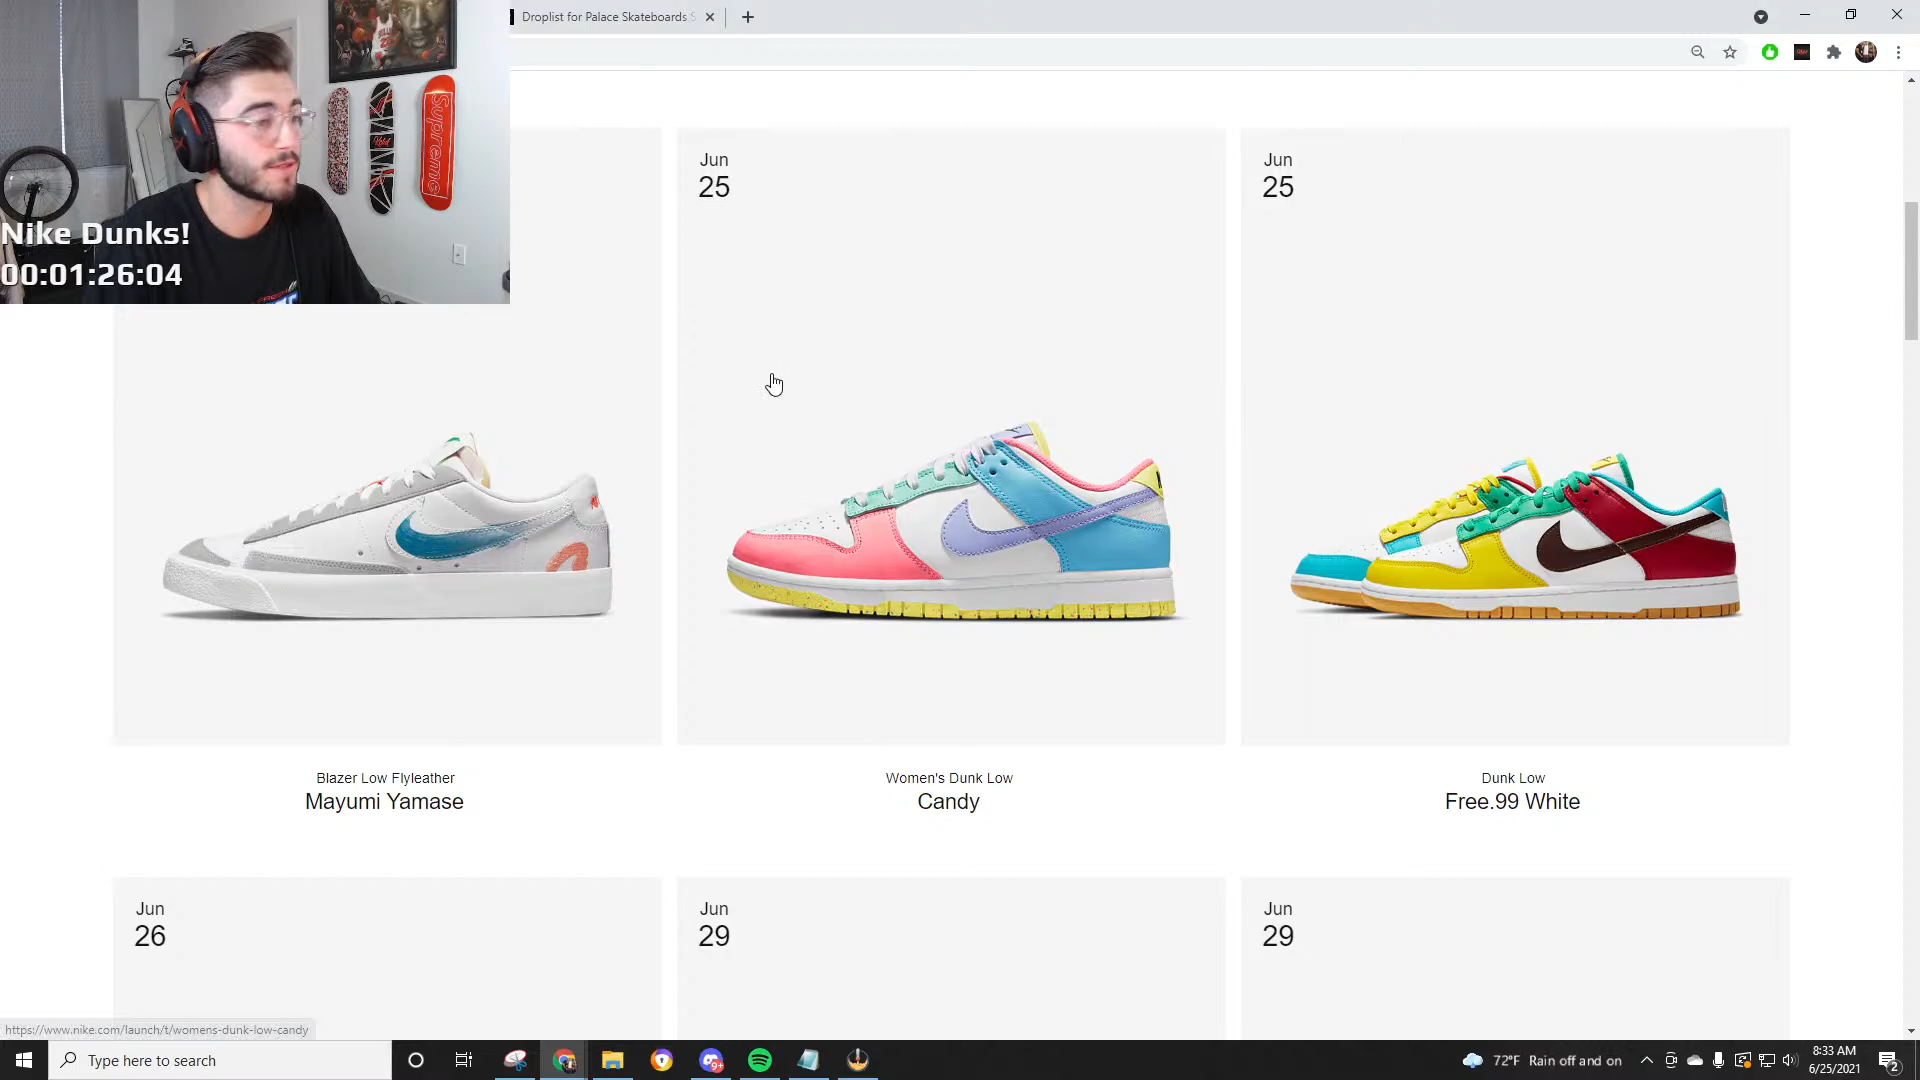 Droplist for Palace Skateboards S
Supreme
Nike Dunks!
00:01:26:04
Jun
25
Jun
25
Blazer Low Flyleather
Mayumi Yamase
Women's Dunk Low
Candy
Dunk Low
Free.99 White
Jun
26
Jun
29
Jun
29
https://www.nike.com/launch/t/womens-dunk-low-candy
Type here to search
9+
72°F Rain off and on
8:33 AM
6/25/2021
2